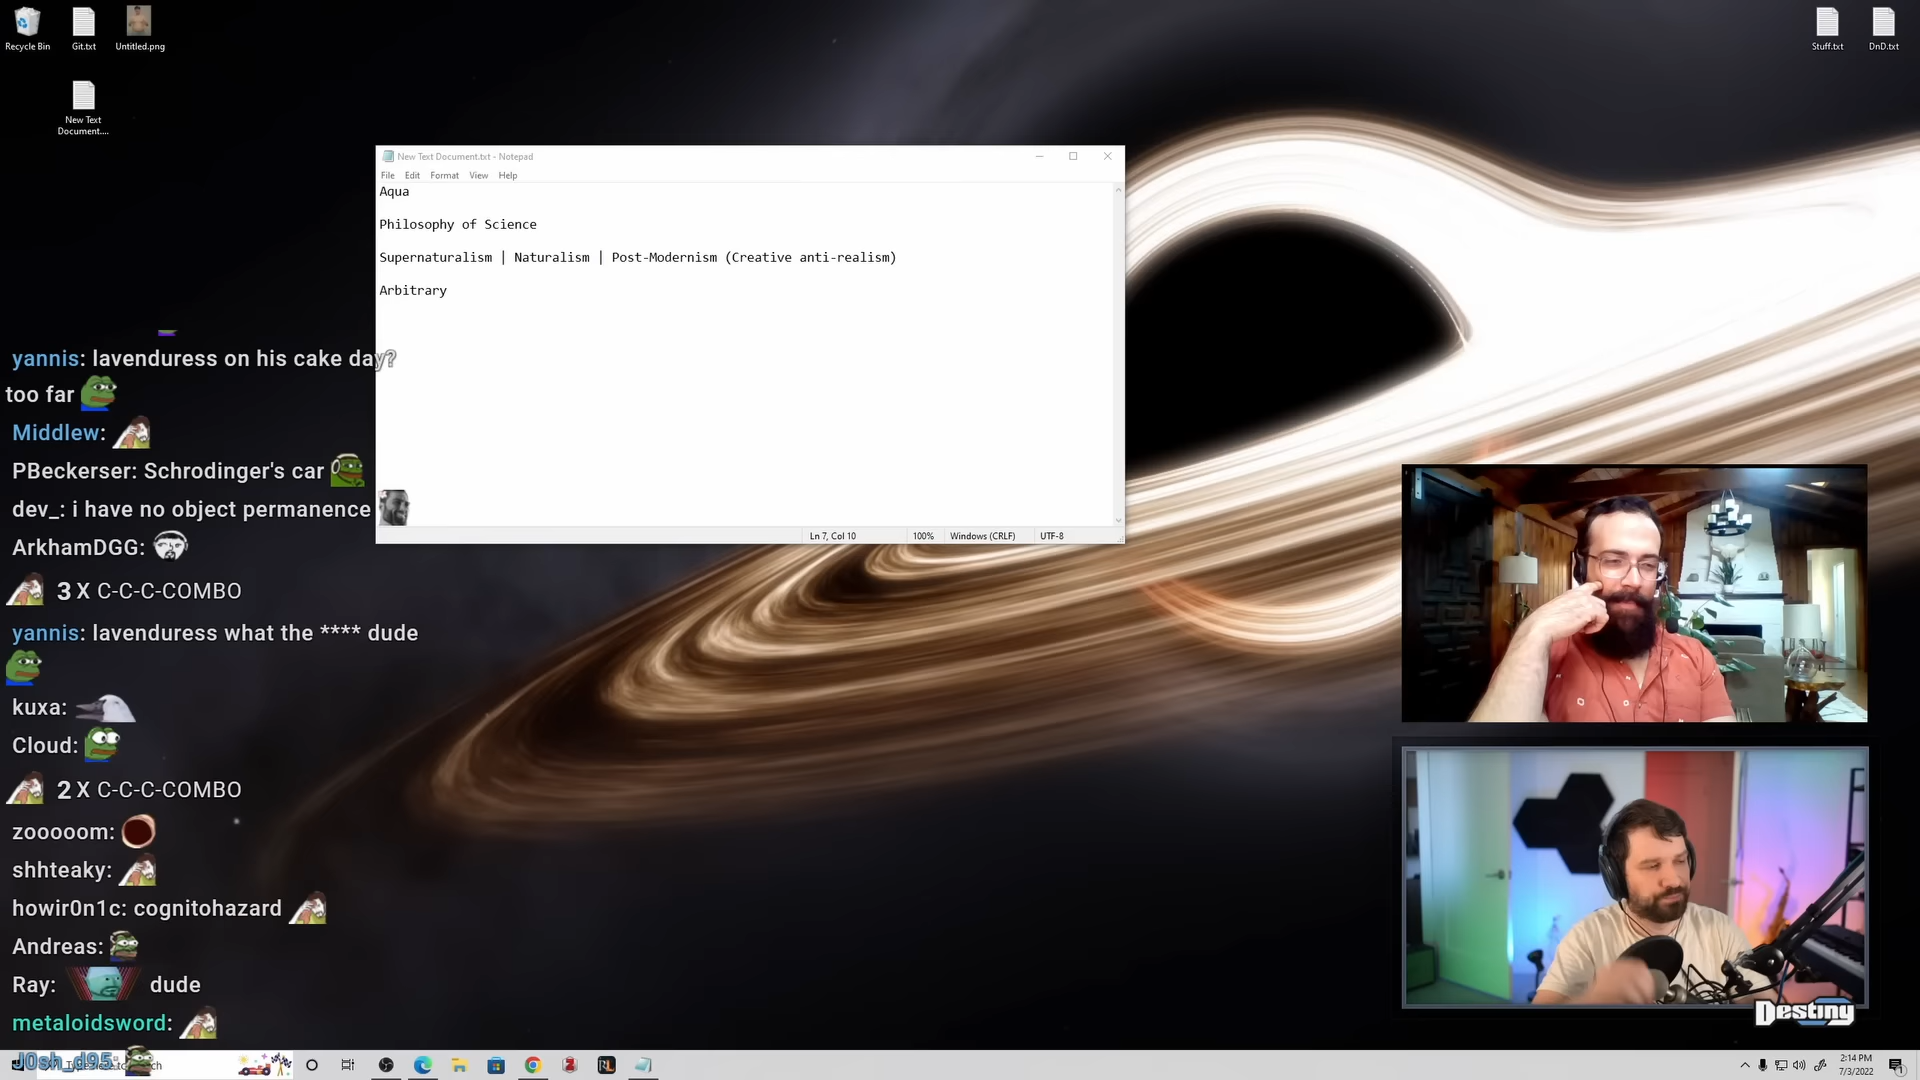 Recycle Bin
Git.txt
Untitled.png
New Text
Document....
Stuff.txt
DnD.txt
New Text Document.txt - Notepad
File Edit Format View Help
Aqua
Philosophy of Science
Supernaturalism | Naturalism | Post-Modernism (Creative anti-realism)
Arbitrary
Ln 7, Col 10 100% Windows (CRLF) UTF-8
yannis: lavenduress on his cake day?
too far
Middlew:
PBeckerser: Schrodinger's car
dev_: i have no object permanence
ArkhamDGG:
3 X C-C-C-COMBO
yannis: lavenduress what the **** dude
kuxa:
Cloud:
2 X C-C-C-COMBO
zooooom:
shhteaky:
howir0n1c: cognitohazard
Andreas:
Ray: dude
metaloidsword:
J0sh_d95:
Destiny
2:14 PM
7/3/2022